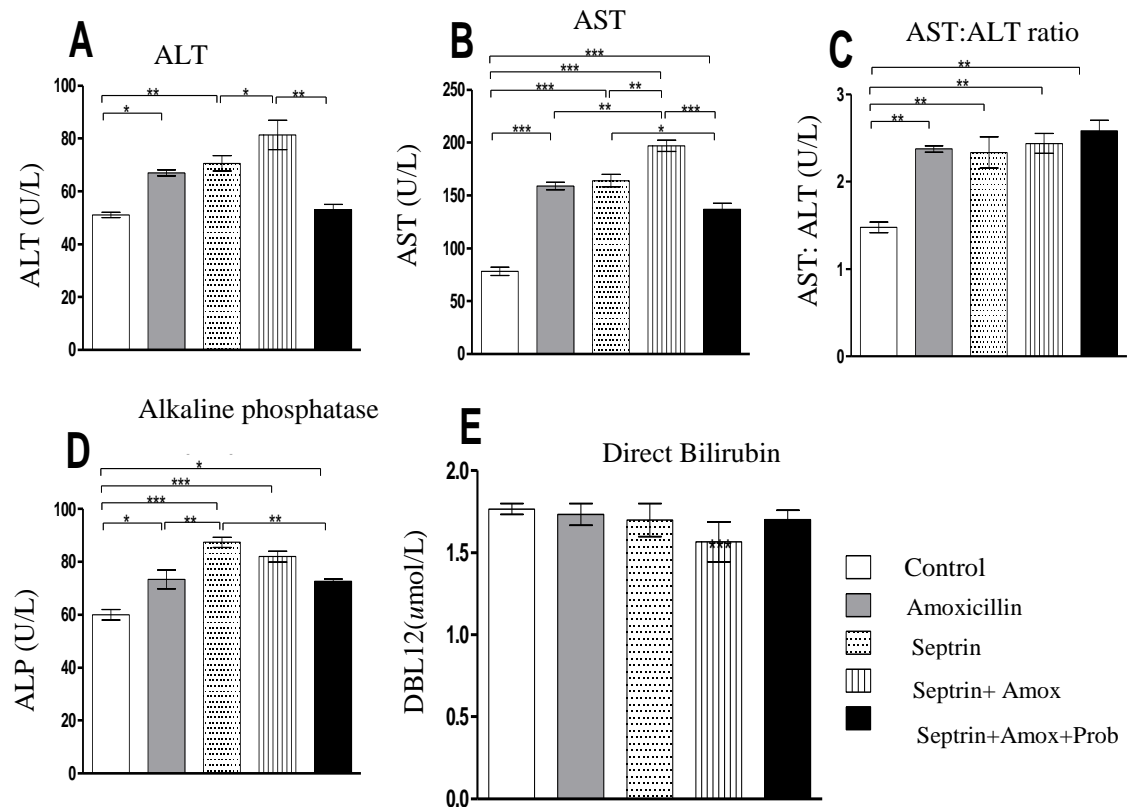 A
ALT
ALT (U/L)
100
80
60
40
20
0
*
**
*
**
B
AST
AST (U/L)
250
200
150
100
50
0
***
***
***
**
**
***
***
*
C
AST:ALT ratio
AST: ALT (U/L)
3
2
1
0
**
**
**
**
D
Alkaline phosphatase
ALP (U/L)
100
80
60
40
20
0
*
***
***
*
**
**
E
Direct Bilirubin
DBL12(umol/L)
2.0
1.5
1.0
0.5
0.0
***
Control
Amoxicillin
Septrin
Septrin+ Amox
Septrin+Amox+Prob